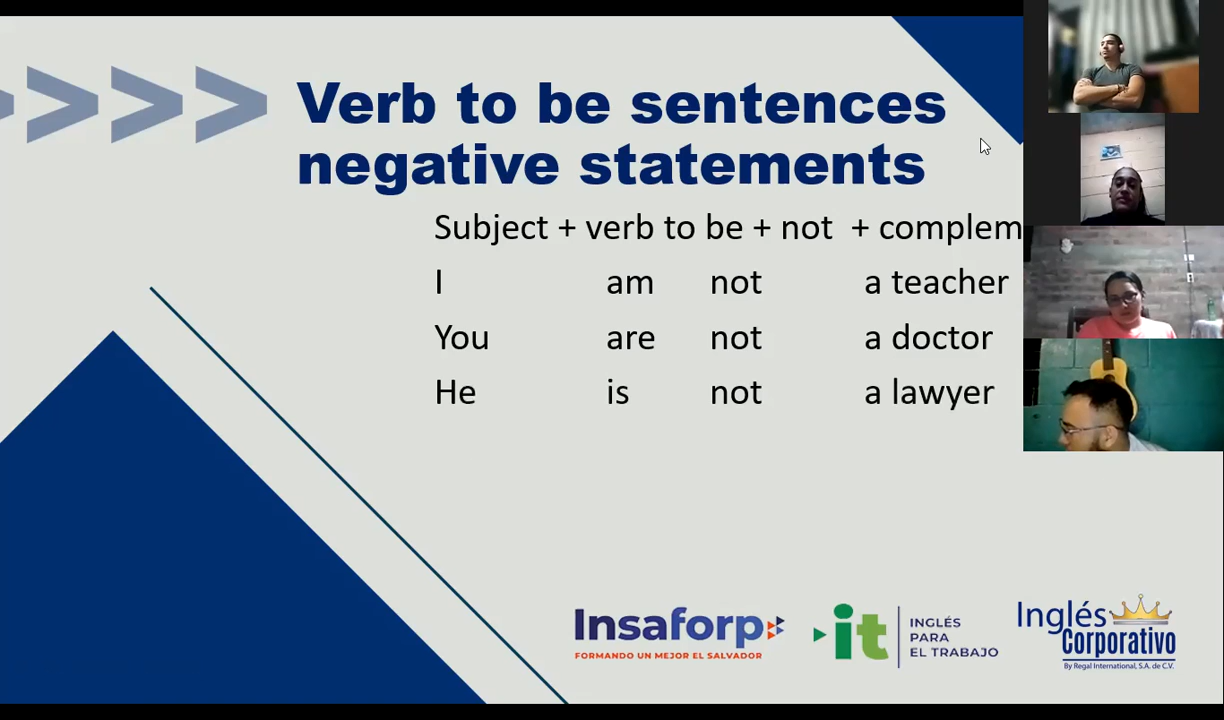 Verb to be sentences
negative statements
Subject + verb to be + not + complem
I am not a teacher
You are not a doctor
He is not a lawyer
Insaforp
FORMANDO UN MEJOR EL SALVADOR
it
INGLÉS
PARA
EL TRABAJO
Inglés
Corporativo
By Regal International, S.A. de C.V.